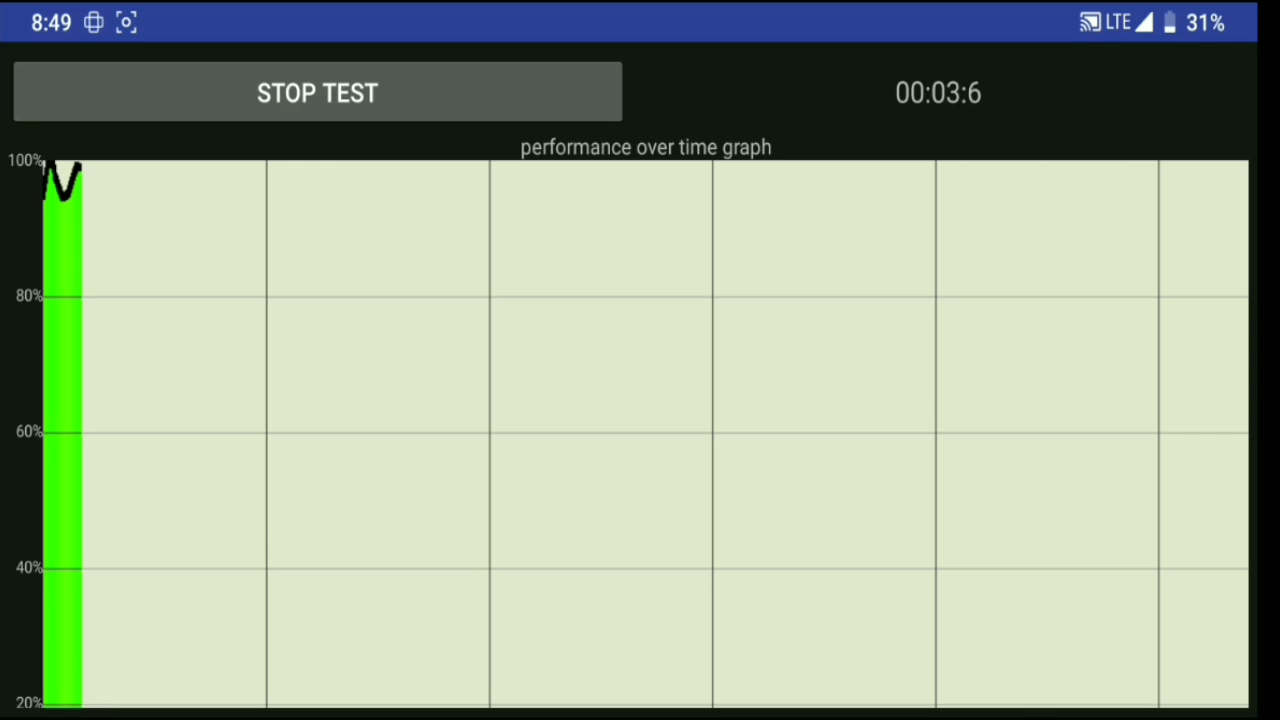 8:49 LTE 31%
STOP TEST 00:03:6
performance over time graph
100%
80%
60%
40%
20%